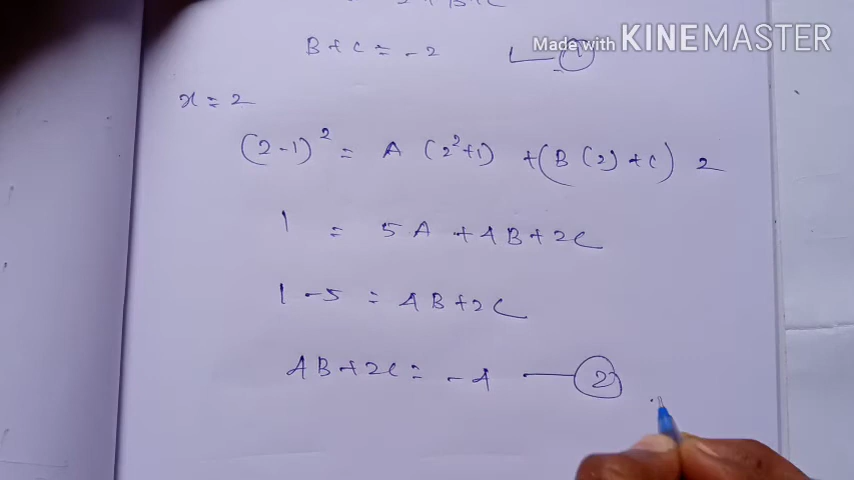 B + C = - 2 ①
Made with KINEMASTER
x = 2
(2-1)² = A (2²+1) + (B (2) + C) 2
1 = 5A + 4B + 2C
1 - 5 = 4B + 2C
4B + 2C = - 4 ②